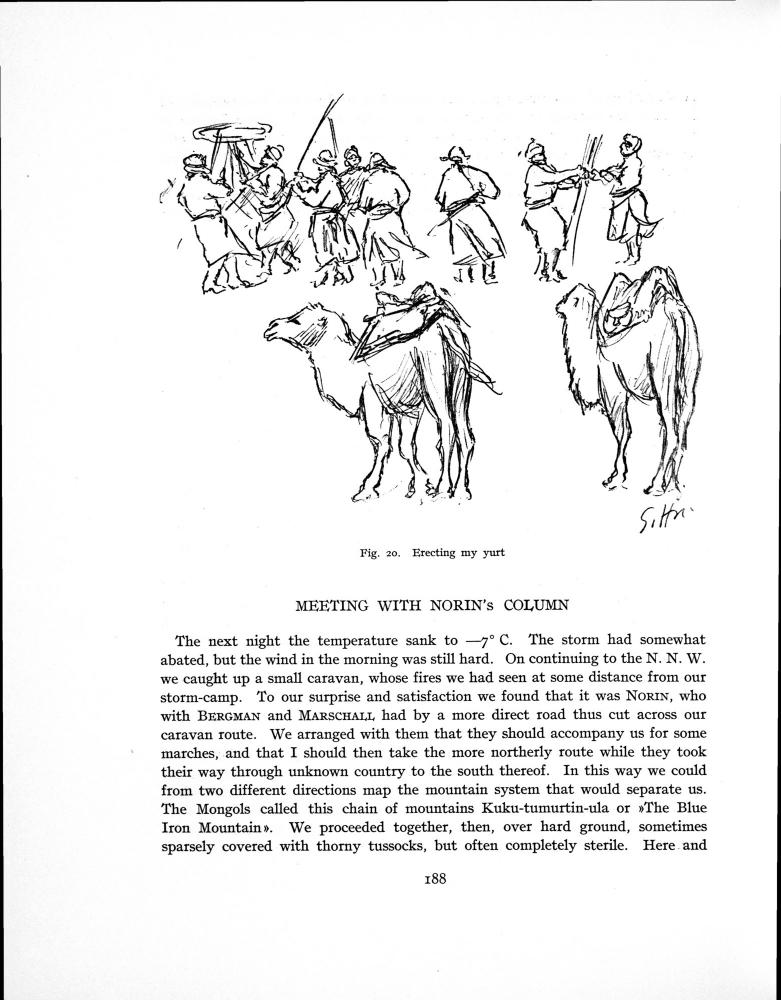 Fig. 20. Erecting my yurt
MEETING WITH NORIN's COLUMN
The next night the temperature sank to —7° C. The storm had somewhat
abated, but the wind in the morning was still hard. On continuing to the N. N. W.
we caught up a small caravan, whose fires we had seen at some distance from our
storm-camp. To our surprise and satisfaction we found that it was NORIN, who
with BERGMAN and MARSCHALL had by a more direct road thus cut across our
caravan route. We arranged with them that they should accompany us for some
marches, and that I should then take the more northerly route while they took
their way through unknown country to the south thereof. In this way we could
from two different directions map the mountain system that would separate us.
The Mongols called this chain of mountains Kuku-tumurtin-ula or »The Blue
Iron Mountain». We proceeded together, then, over hard ground, sometimes
sparsely covered with thorny tussocks, but often completely sterile. Here and
188